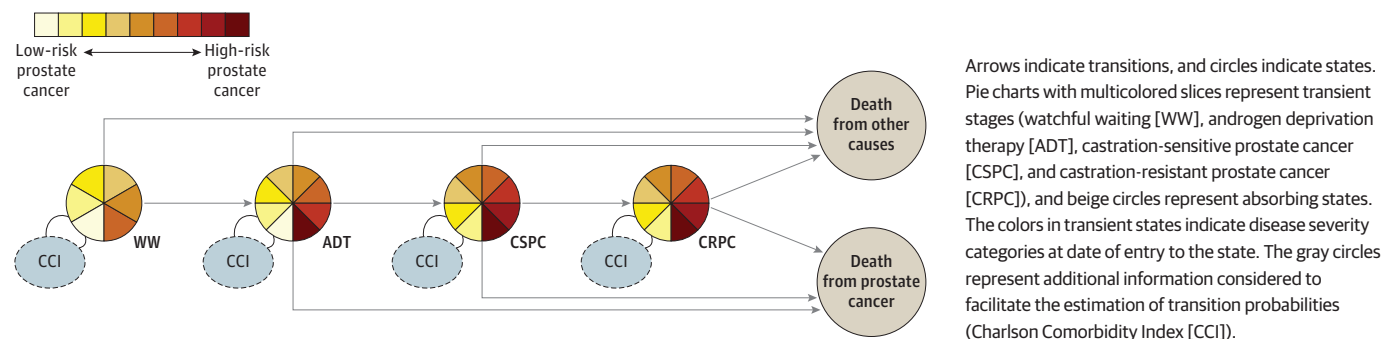 Low-risk
prostate
cancer
High-risk
prostate
cancer
Death
from other
causes
WW
ADT
CSPC
CRPC
CCI
CCI
CCI
CCI
Death
from prostate
cancer
Arrows indicate transitions, and circles indicate states.
Pie charts with multicolored slices represent transient
stages (watchful waiting [WW], androgen deprivation
therapy [ADT], castration-sensitive prostate cancer
[CSPC], and castration-resistant prostate cancer
[CRPC]), and beige circles represent absorbing states.
The colors in transient states indicate disease severity
categories at date of entry to the state. The gray circles
represent additional information considered to
facilitate the estimation of transition probabilities
(Charlson Comorbidity Index [CCI]).